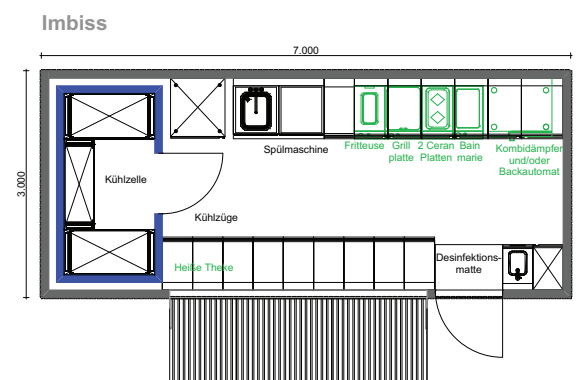 Imbiss
7.000
3.000
Kühlzelle
Kühlzüge
Spülmaschine
Fritteuse
Grill
platte
2 Ceran
Platten
Bain
marie
Kombidämpfer
und/oder
Backautomat
Heiße Theke
Desinfektions-
matte